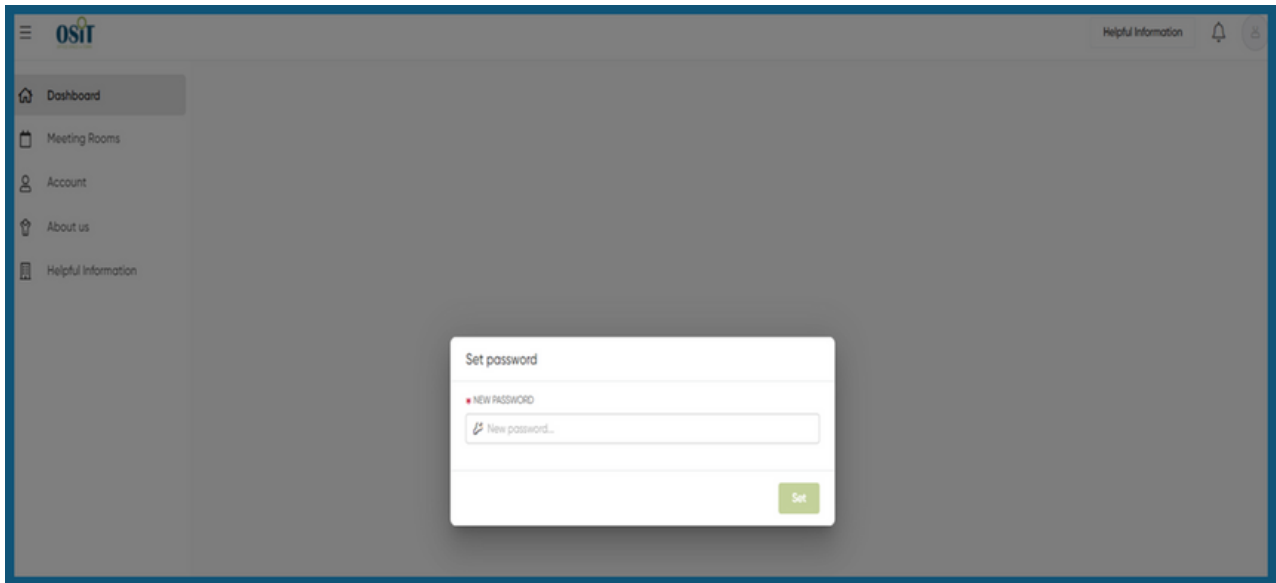 OSiT
Helpful Information
Dashboard
Meeting Rooms
Account
About us
Helpful Information
Set password
NEW PASSWORD
New password...
Set